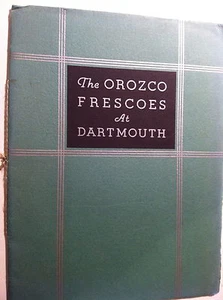 The OROZCO
FRESCOES
At
DARTMOUTH